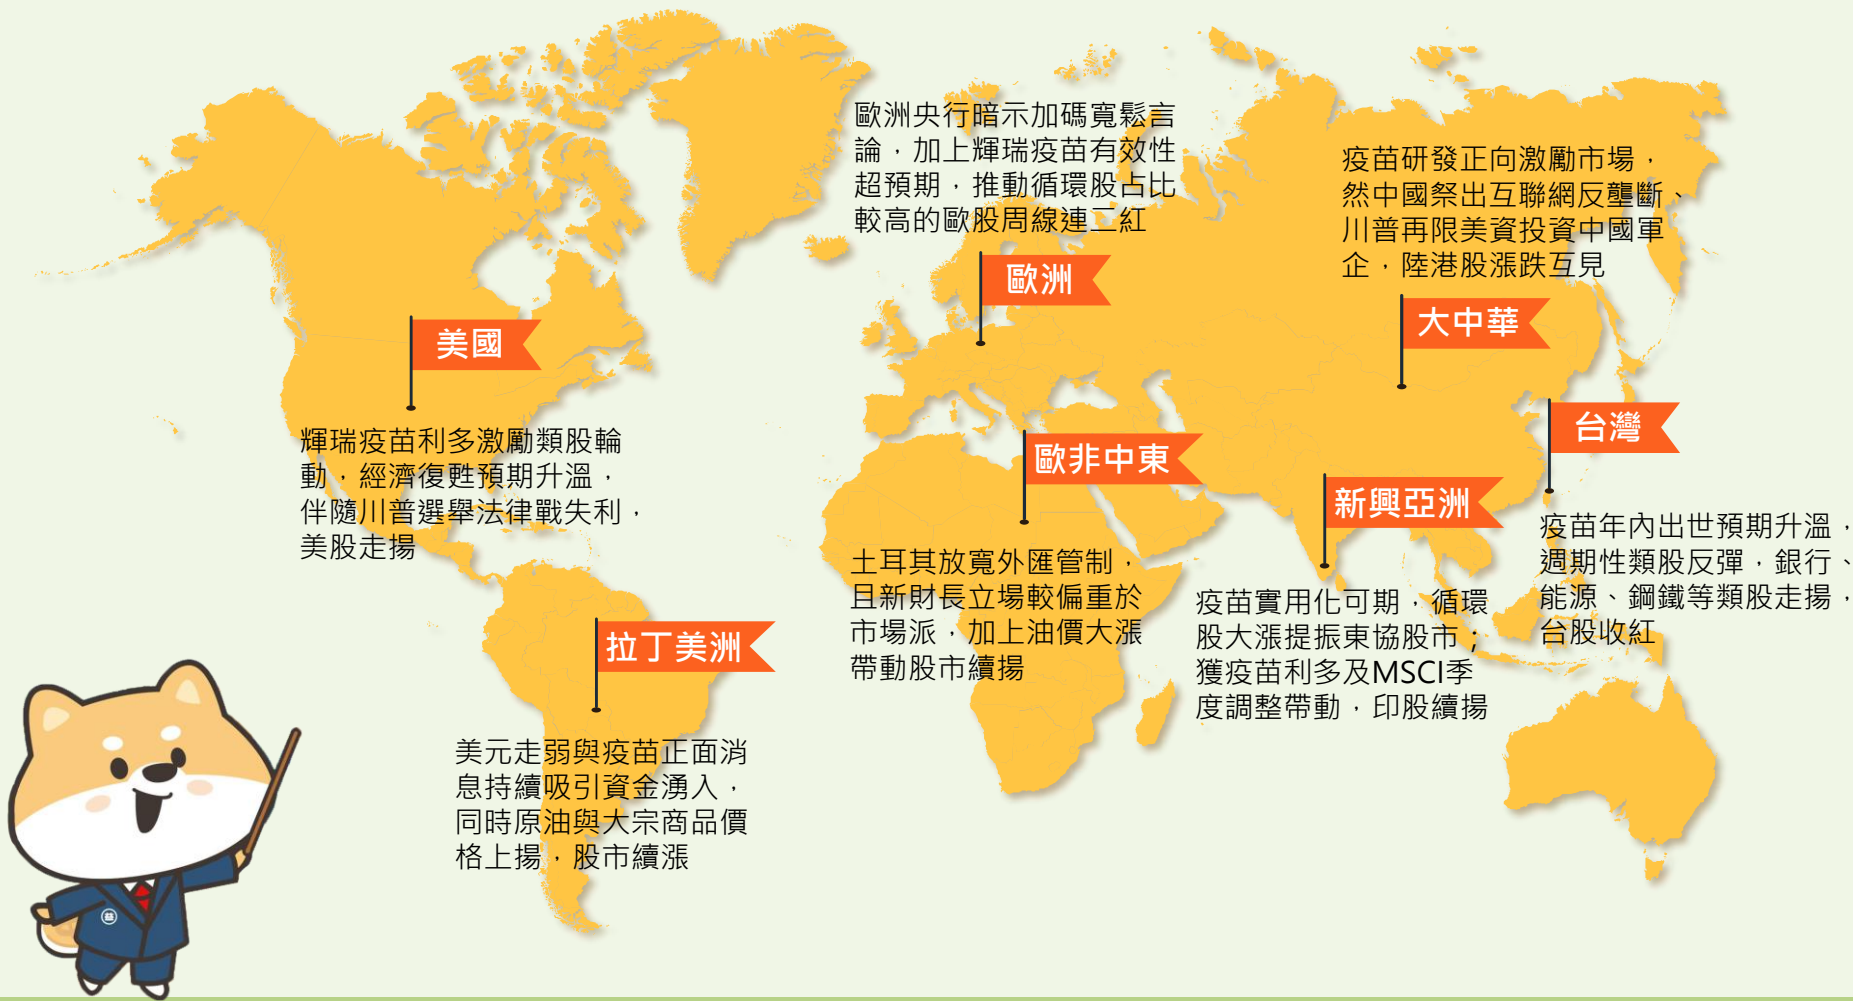 歐洲央行暗示加碼寬鬆言
論，加上輝瑞疫苗有效性
超預期，推動循環股占比
較高的歐股周線連二紅
歐洲
疫苗研發正向激勵市場，
然中國祭出互聯網反壟斷、
川普再限美資投資中國軍
企，陸港股漲跌互見
大中華
美國
輝瑞疫苗利多激勵類股輪
動，經濟復甦預期升溫，
伴隨川普選舉法律戰失利，
美股走揚
歐非中東
土耳其放寬外匯管制，
且新財長立場較偏重於
市場派，加上油價大漲
帶動股市續揚
新興亞洲
疫苗實用化可期，循環
股大漲提振東協股市；
獲疫苗利多及MSCI季
度調整帶動，印股續揚
台灣
疫苗年內出世預期升溫，
週期性類股反彈，銀行、
能源、鋼鐵等類股走揚，
台股收紅
拉丁美洲
美元走弱與疫苗正面消
息持續吸引資金湧入，
同時原油與大宗商品價
格上揚，股市續漲